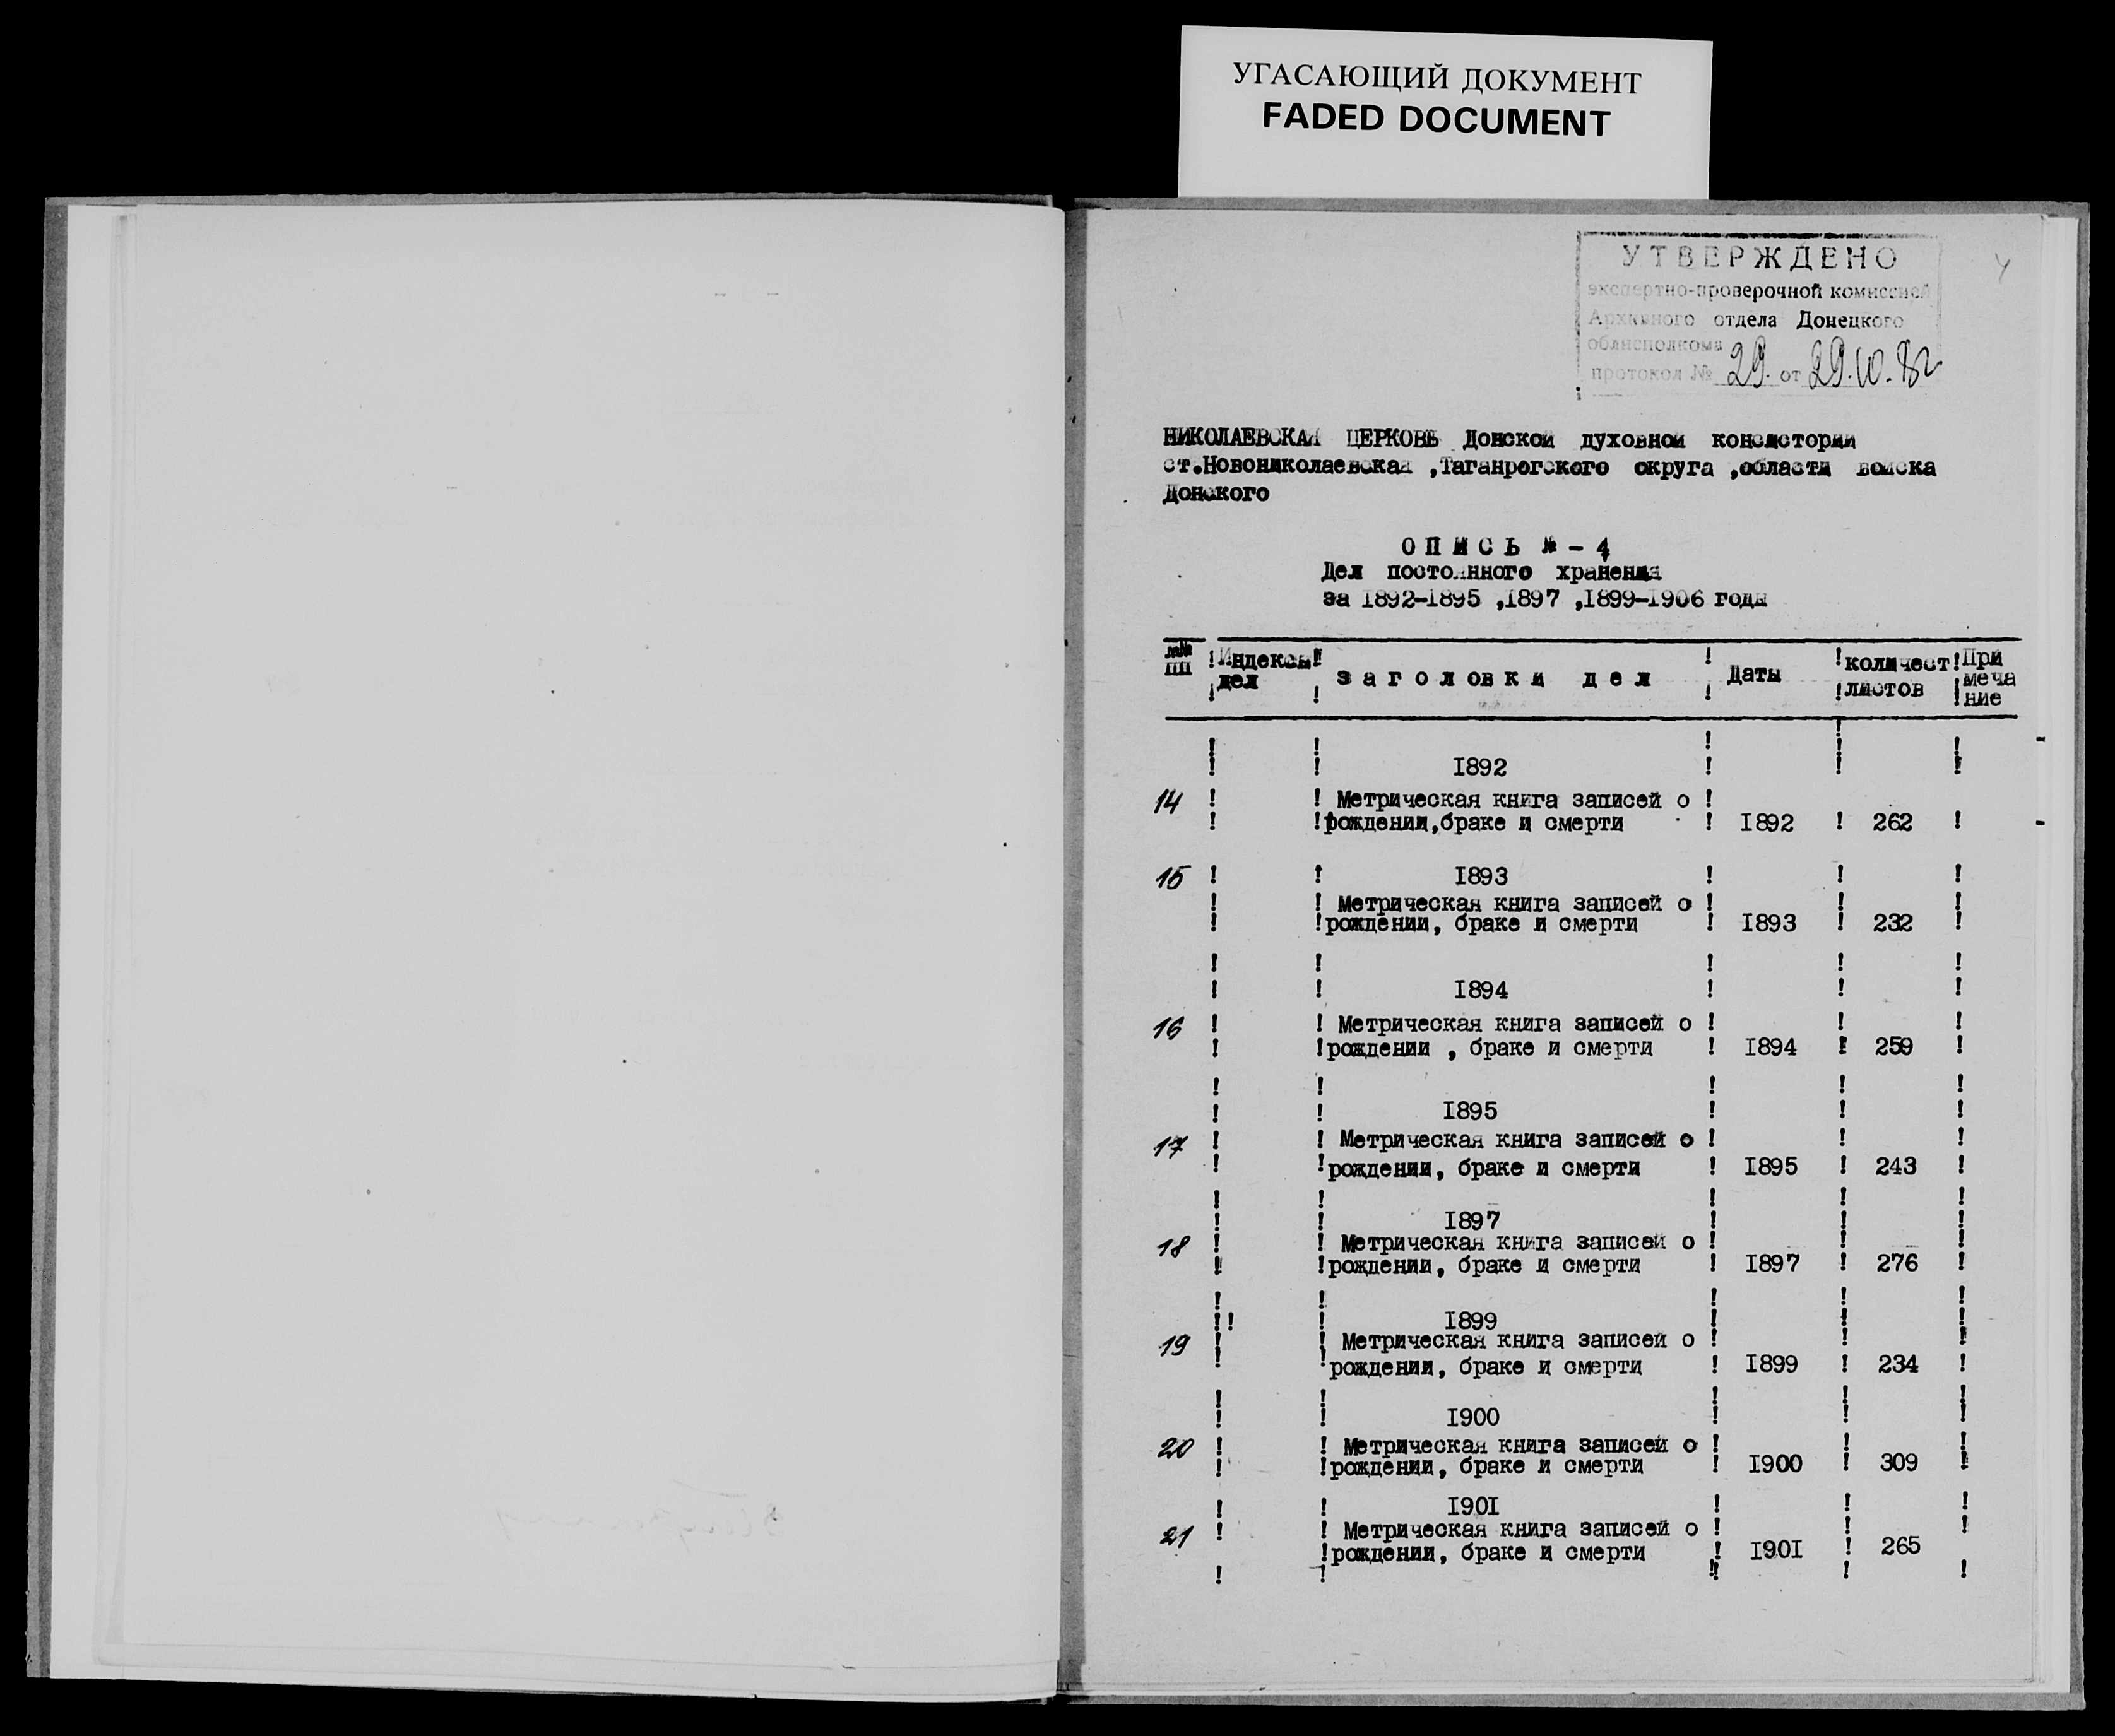 УГАСАЮЩИЙ ДОКУМЕНТ
FADED DOCUMENT
УТВЕРЖДЕНО
экспертно-проверочной комиссией
Архивного отдела Донецкого
облисполкома
протокол № 29. от 29.10.82
НИКОЛАЕВСКАЯ ЦЕРКОВЬ Донской духовной консистории
ст.Новониколаевская ,Таганрогского округа ,области войска
Донского
ОПИСЬ № - 4
Дел постоянного хранения
за 1892-1895 ,1897 ,1899-1906 годы
№№ пп ! Индексы дел ! заголовки дел ! Даты ! количест листов ! При меча ние
1892
14 ! ! Метрическая книга записей о !
! !рождении,браке и смерти ! 1892 ! 262 !
15 ! ! 1893 ! ! !
! ! Метрическая книга записей о ! ! !
! !рождении, браке и смерти ! 1893 ! 232 !
1894
16 ! ! Метрическая книга записей о ! ! !
! !рождении , браке и смерти ! 1894 ! 259 !
1895
17 ! ! Метрическая книга записей о ! ! !
! !рождении, браке и смерти ! 1895 ! 243 !
1897
18 ! ! Метрическая книга записей о ! ! !
! !рождении, браке и смерти ! 1897 ! 276 !
1899
19 ! ! Метрическая книга записей о ! ! !
! !рождении, браке и смерти ! 1899 ! 234 !
1900
20 ! ! Метрическая книга записей о ! ! !
! !рождении, браке и смерти ! 1900 ! 309 !
1901
21 ! ! Метрическая книга записей о ! ! !
!рождении, браке и смерти ! 1901 ! 265